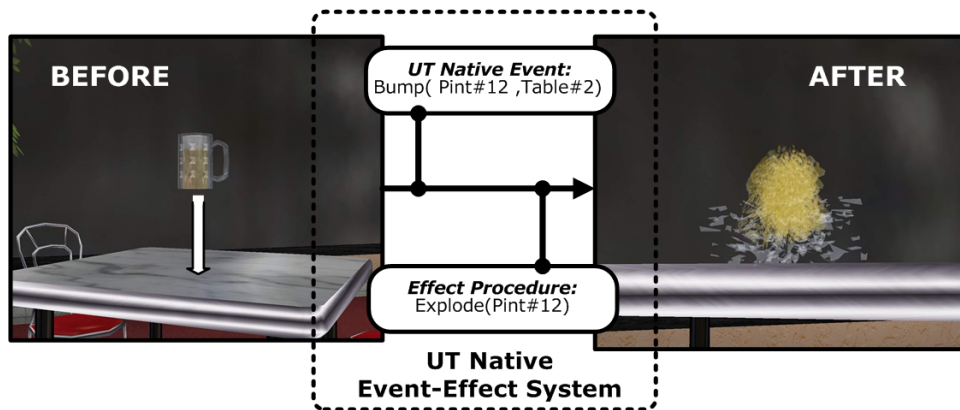 BEFORE
UT Native Event:
Bump( Pint#12 ,Table#2)
AFTER
Effect Procedure:
Explode(Pint#12)
UT Native
Event-Effect System